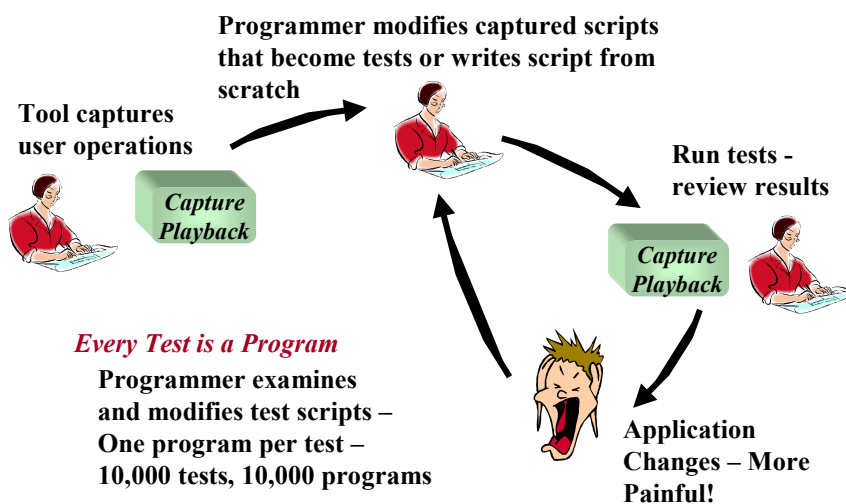 Programmer modifies captured scripts
that become tests or writes script from
scratch
Tool captures
user operations
Capture
Playback
Run tests -
review results
Capture
Playback
Every Test is a Program
Programmer examines
and modifies test scripts –
One program per test –
10,000 tests, 10,000 programs
Application
Changes – More
Painful!